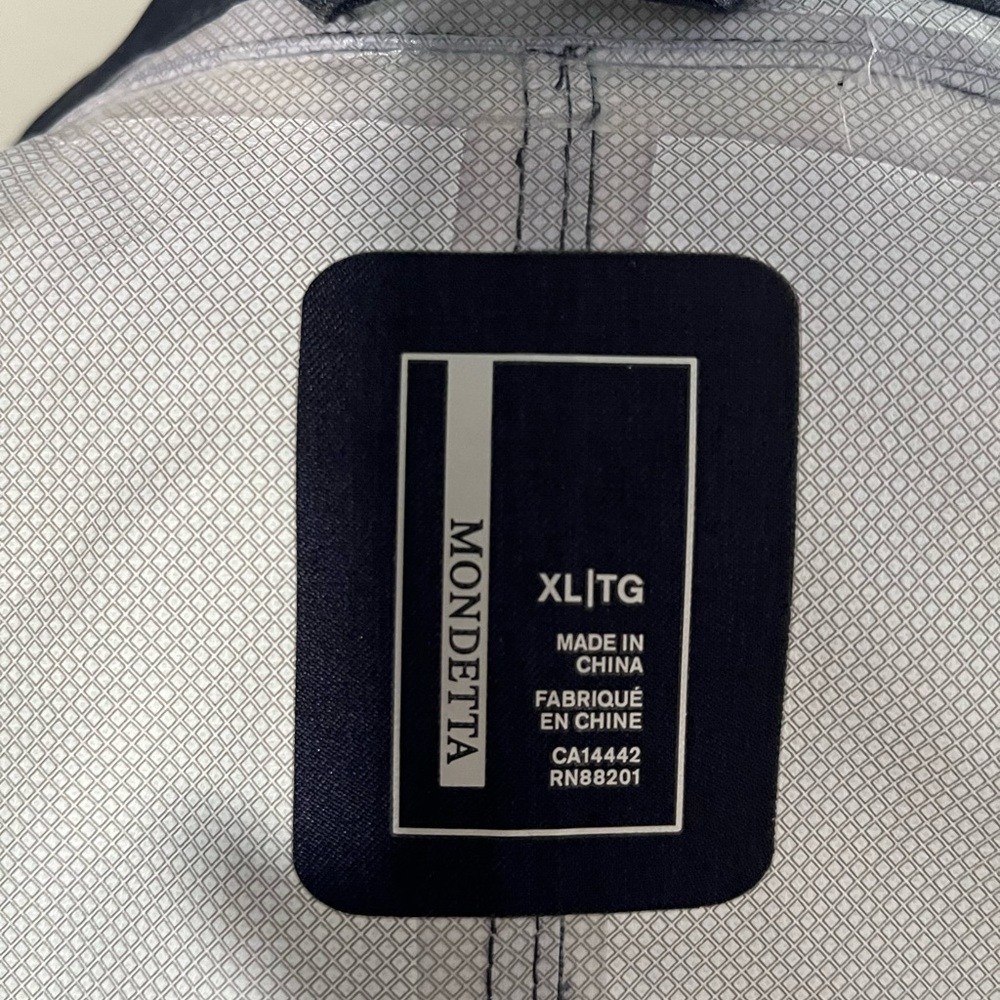 MONDETTA
XL|TG
MADE IN
CHINA
FABRIQUÉ
EN CHINE
CA14442
RN88201